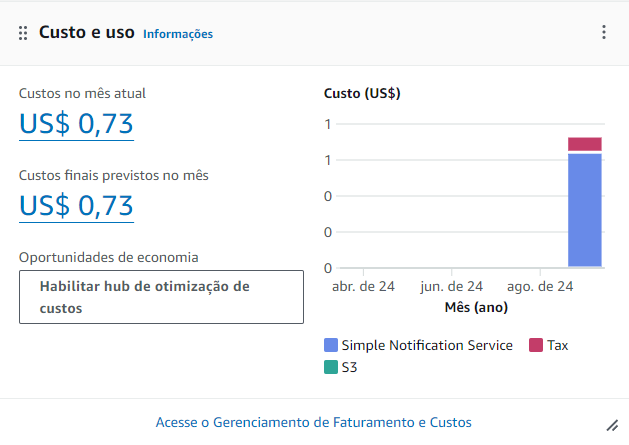 Custo e uso Informações
Custos no mês atual
US$ 0,73
Custos finais previstos no mês
US$ 0,73
Oportunidades de economia
Habilitar hub de otimização de
custos
Custo (US$)
1
1
0
0
0
abr. de 24 jun. de 24 ago. de 24
Mês (ano)
Simple Notification Service Tax
S3
Acesse o Gerenciamento de Faturamento e Custos